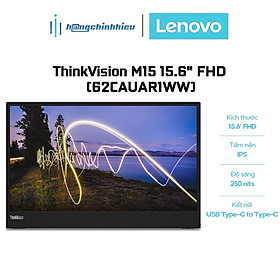 h@ngchinhhieu
Lenovo
ThinkVision M15 15.6" FHD
(62CAUAR1WW)
Kích thước
15.6' FHD
Tấm nền
IPS
Độ sáng
250 nits
Kết nối
USB Type-C to Type-C
ThinkVision